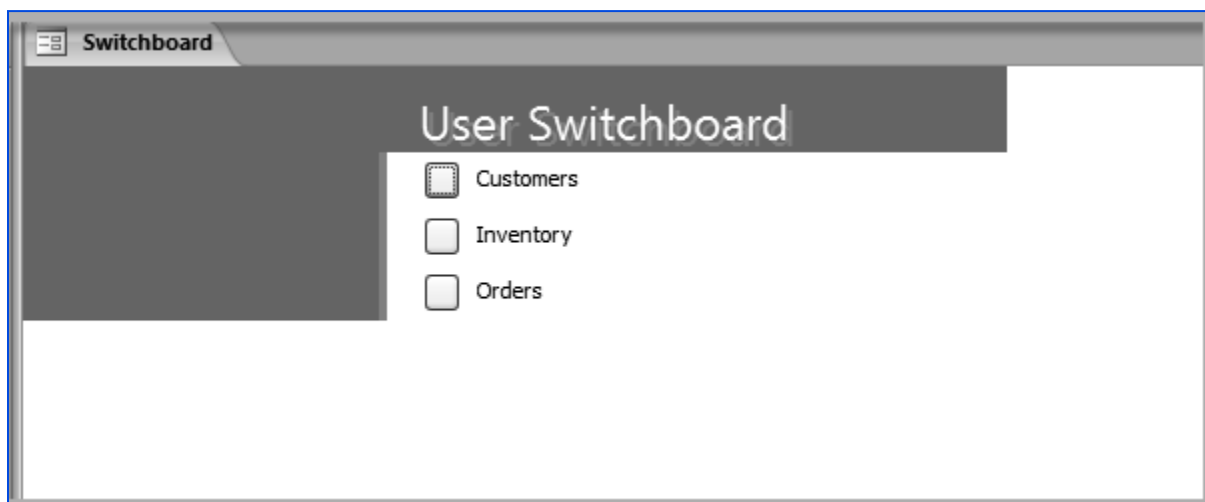 Switchboard
User Switchboard
Customers
Inventory
Orders